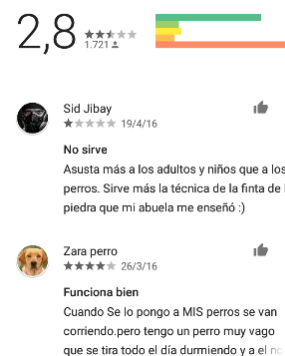 2,8
1.721
Sid Jibay
19/4/16
No sirve
Asusta más a los adultos y niños que a los
perros. Sirve más la técnica de la finta de
piedra que mi abuela me enseñó :)
Zara perro
26/3/16
Funciona bien
Cuando Se lo pongo a MIS perros se van
corriendo.pero tengo un perro muy vago
que se tira todo el día durmiendo y a el